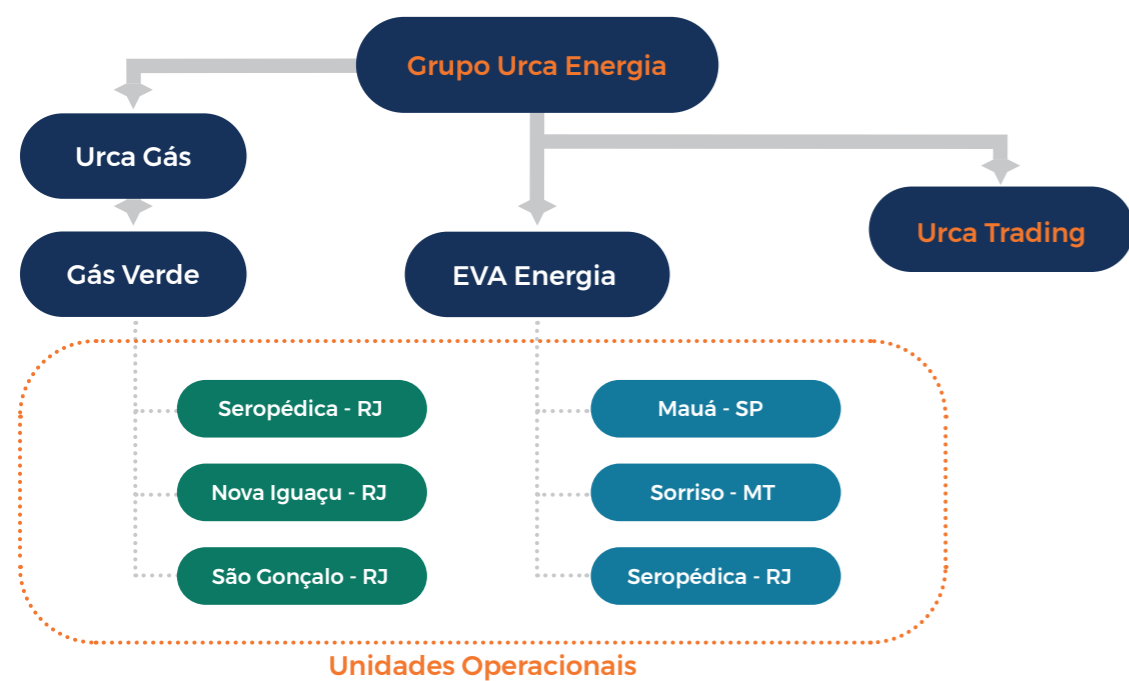 Grupo Urca Energia
Urca Gás
Urca Trading
Gás Verde
EVA Energia
Seropédica - RJ
Nova Iguaçu - RJ
São Gonçalo - RJ
Mauá - SP
Sorriso - MT
Seropédica - RJ
Unidades Operacionais